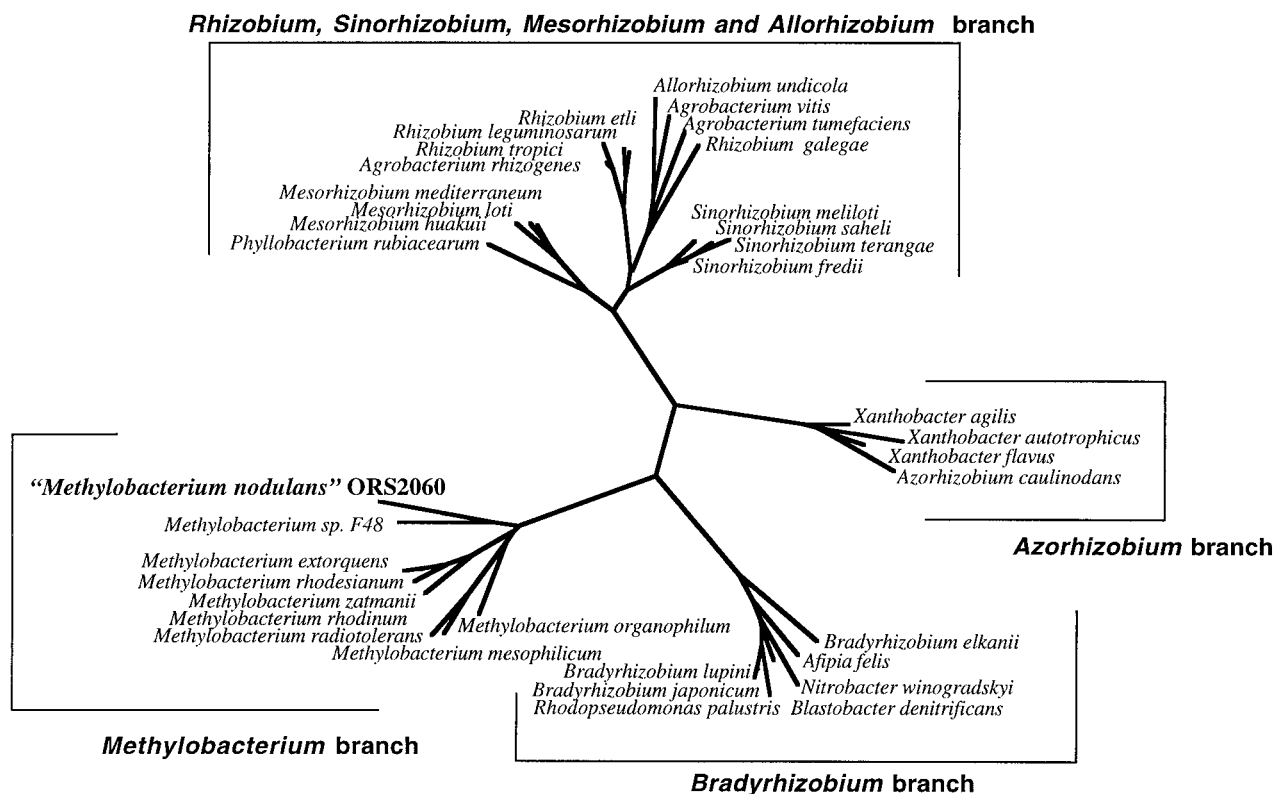 Rhizobium, Sinorhizobium, Mesorhizobium and Allorhizobium branch
Allorhizobium undicola
Agrobacterium vitis
Agrobacterium tumefaciens
Rhizobium galegae
Rhizobium etli
Rhizobium leguminosarum
Rhizobium tropici
Agrobacterium rhizogenes
Mesorhizobium mediterraneum
Mesorhizobium loti
Mesorhizobium huakuii
Phyllobacterium rubiacearum
Sinorhizobium meliloti
Sinorhizobium saheli
Sinorhizobium terangae
Sinorhizobium fredii
Xanthobacter agilis
Xanthobacter autotrophicus
Xanthobacter flavus
Azorhizobium caulinodans
Azorhizobium branch
“Methylobacterium nodulans” ORS2060
Methylobacterium sp. F48
Methylobacterium extorquens
Methylobacterium rhodesianum
Methylobacterium zatmanii
Methylobacterium rhodinum
Methylobacterium radiotolerans
Methylobacterium organophilum
Methylobacterium mesophilicum
Methylobacterium branch
Bradyrhizobium elkanii
Afipia felis
Bradyrhizobium lupini
Nitrobacter winogradskyi
Bradyrhizobium japonicum
Rhodopseudomonas palustris
Blastobacter denitrificans
Bradyrhizobium branch